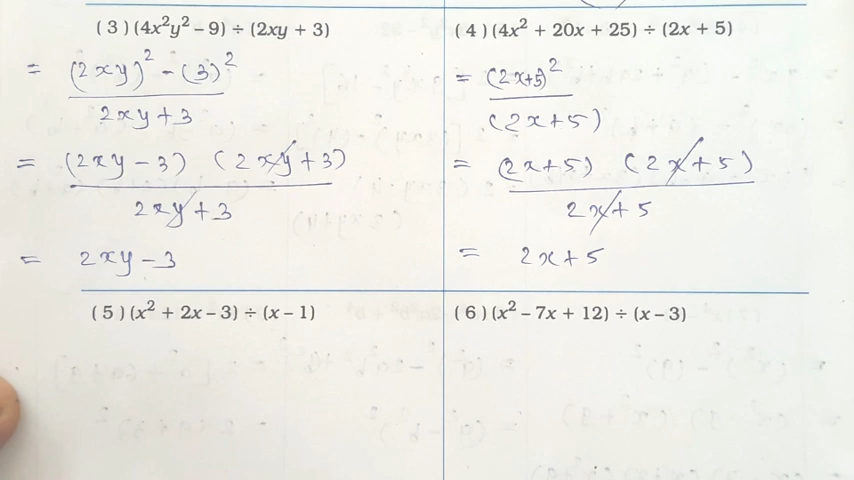 (3) (4x²y² – 9) ÷ (2xy + 3)
= (2xy)² – (3)²
2xy + 3
= (2xy – 3) (2xy + 3)
2xy + 3
= 2xy – 3
(4) (4x² + 20x + 25) ÷ (2x + 5)
= (2x+5)²
(2x+5)
= (2x+5) (2x+5)
2x+5
= 2x+5
(5) (x² + 2x – 3) ÷ (x – 1)
(6) (x² – 7x + 12) ÷ (x – 3)